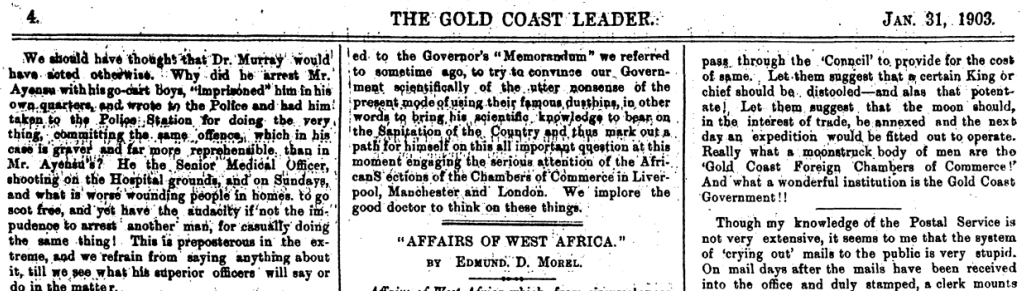 4.
THE GOLD COAST LEADER.
JAN. 31, 1903.
We should have thought that Dr. Murray would
have acted otherwise. Why did he arrest Mr.
Ayensu with his go-cart boys, "imprisoned" him in his
own quarters, and wrote to the Police and had him
taken to the Police Station for doing the very
thing, committing the same offence, which in his
case is graver and far more reprehensible than in
Mr. Ayensu's? He the Senior Medical Officer,
shooting on the Hospital grounds, and on Sundays,
and what is worse wounding people in homes. to go
scot free, and yet have the audacity if not the im-
pudence to arrest another man, for casually doing
the same thing! This is preposterous in the ex-
treme, and we refrain from saying anything about
it, till we see what his superior officers will say or
do in the matter.
ed to the Governor's "Memorandum" we referred
to sometime ago, to try to convince our Govern-
ment scientifically of the utter nonsense of the
present mode of using their famous dustbins, in other
words to bring his scientific knowledge to bear on
the Sanitation of the Country and thus mark out a
path for himself on this all important question at this
moment engaging the serious attention of the Afri-
canS ections of the Chambers of Commerce in Liver-
pool, Manchester and London. We implore the
good doctor to think on these things.
"AFFAIRS OF WEST AFRICA."
BY EDMUND. D. MOREL.
Affairs of West Africa which from circumstances
pass through the 'Council' to provide for the cost
of same. Let them suggest that a certain King or
chief should be distooled—and alas that potent-
ate! Let them suggest that the moon should,
in the interest of trade, be annexed and the next
day an expedition would be fitted out to operate.
Really what a moonstruck body of men are the
'Gold Coast Foreign Chambers of Commerce!'
And what a wonderful institution is the Gold Coast
Government!!
Though my knowledge of the Postal Service is
not very extensive, it seems to me that the system
of 'crying out' mails to the public is very stupid.
On mail days after the mails have been received
into the office and duly stamped, a clerk mounts